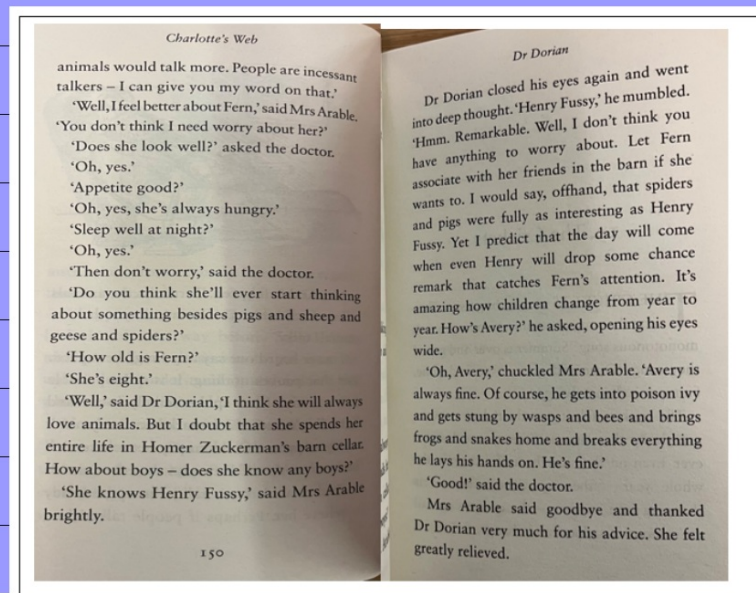 Charlotte's Web
animals would talk more. People are incessant
talkers – I can give you my word on that.'
'Well, I feel better about Fern,' said Mrs Arable.
'You don't think I need worry about her?'
'Does she look well?' asked the doctor.
'Oh, yes.'
'Appetite good?'
'Oh, yes, she's always hungry.'
'Sleep well at night?'
'Oh, yes.'
'Then don't worry,' said the doctor.
'Do you think she'll ever start thinking
about something besides pigs and sheep and
geese and spiders?'
'How old is Fern?'
'She's eight.'
'Well,' said Dr Dorian, 'I think she will always
love animals. But I doubt that she spends her
entire life in Homer Zuckerman's barn cellar.
How about boys – does she know any boys?'
'She knows Henry Fussy,' said Mrs Arable
brightly.
150
Dr Dorian
Dr Dorian closed his eyes again and went
into deep thought. 'Henry Fussy,' he mumbled.
'Hmm. Remarkable. Well, I don't think you
have anything to worry about. Let Fern
associate with her friends in the barn if she
wants to. I would say, offhand, that spiders
and pigs were fully as interesting as Henry
Fussy. Yet I predict that the day will come
when even Henry will drop some chance
remark that catches Fern's attention. It's
amazing how children change from year to
year. How's Avery?' he asked, opening his eyes
wide.
'Oh, Avery,' chuckled Mrs Arable. 'Avery is
always fine. Of course, he gets into poison ivy
and gets stung by wasps and bees and brings
frogs and snakes home and breaks everything
he lays his hands on. He's fine.'
'Good!' said the doctor.
Mrs Arable said goodbye and thanked
Dr Dorian very much for his advice. She felt
greatly relieved.